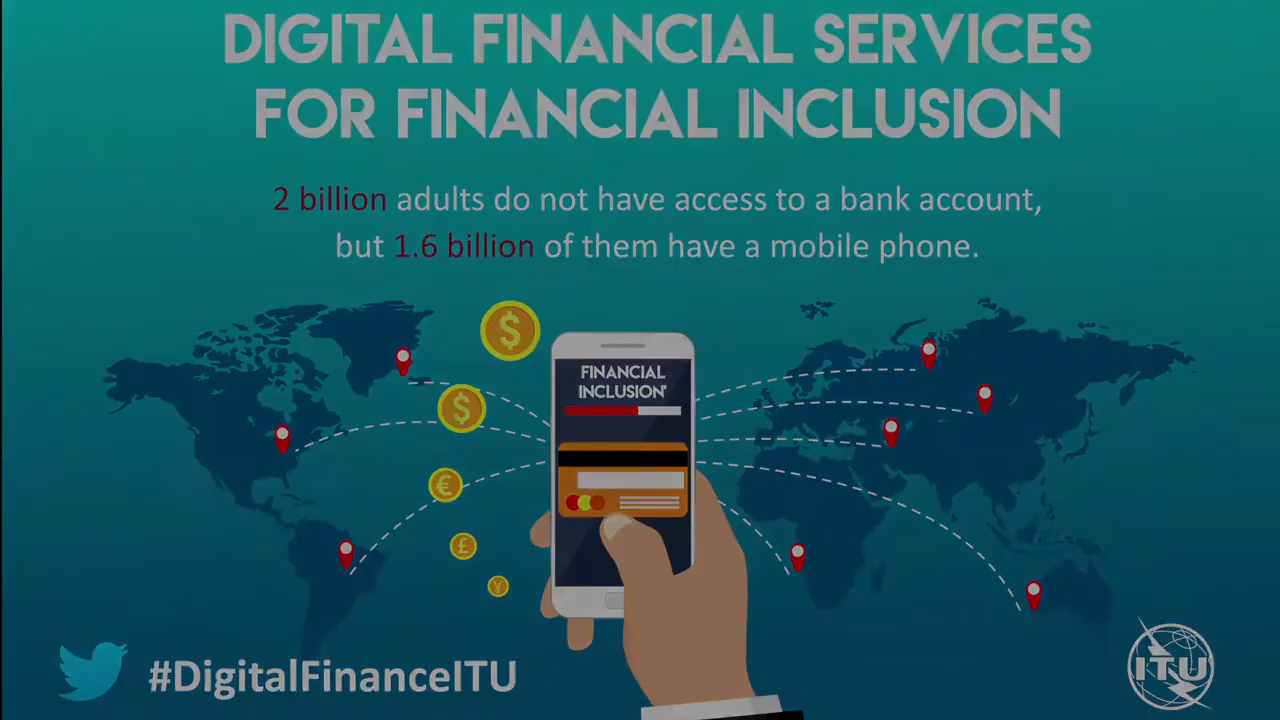 DIGITAL FINANCIAL SERVICES
FOR FINANCIAL INCLUSION
2 billion adults do not have access to a bank account,
but 1.6 billion of them have a mobile phone.
$
FINANCIAL
INCLUSION
$
€
£
¥
#DigitalFinanceITU
ITU